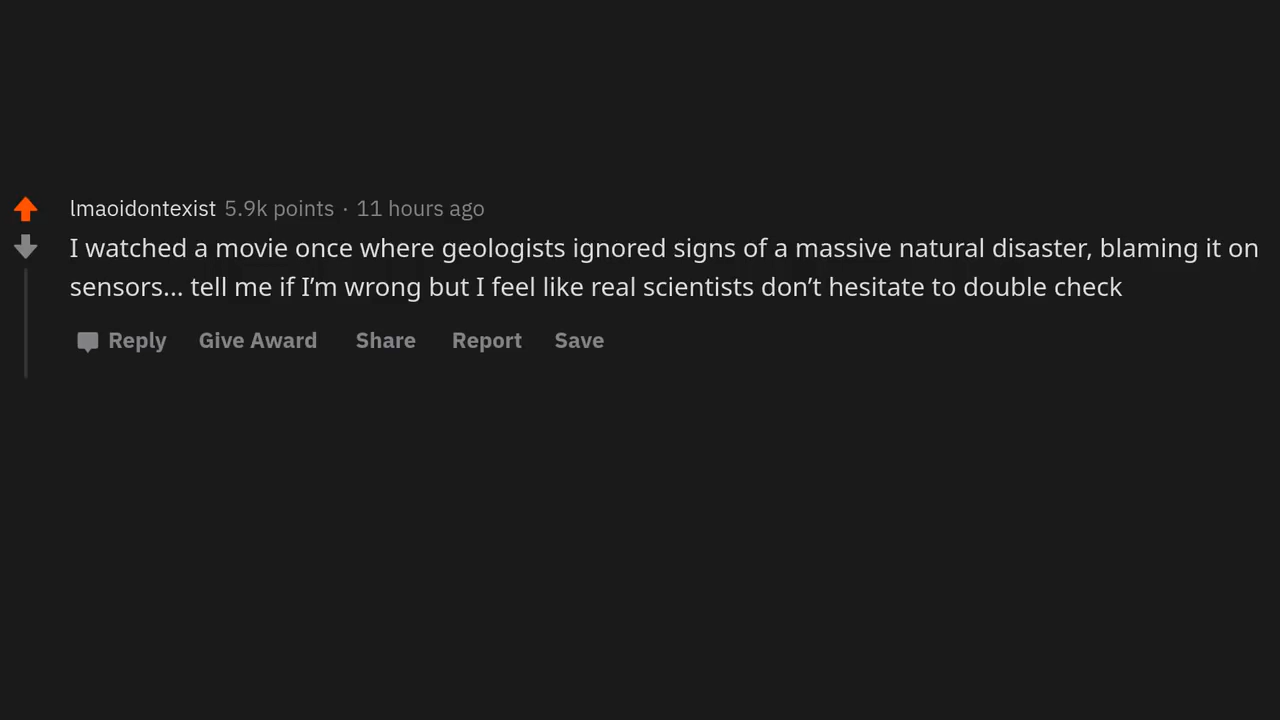 lmaoidontexist 5.9k points · 11 hours ago
I watched a movie once where geologists ignored signs of a massive natural disaster, blaming it on
sensors... tell me if I’m wrong but I feel like real scientists don’t hesitate to double check
Reply Give Award Share Report Save